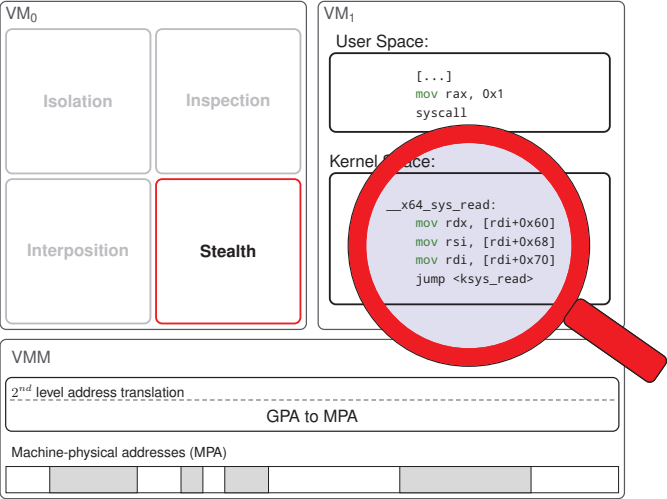 VM0
Isolation
Inspection
Interposition
Stealth
VM1
User Space:
[...]
mov rax, 0x1
syscall
Kernel Space:
__x64_sys_read:
mov rdx, [rdi+0x60]
mov rsi, [rdi+0x68]
mov rdi, [rdi+0x70]
jump <ksys_read>
VMM
2nd level address translation
GPA to MPA
Machine-physical addresses (MPA)